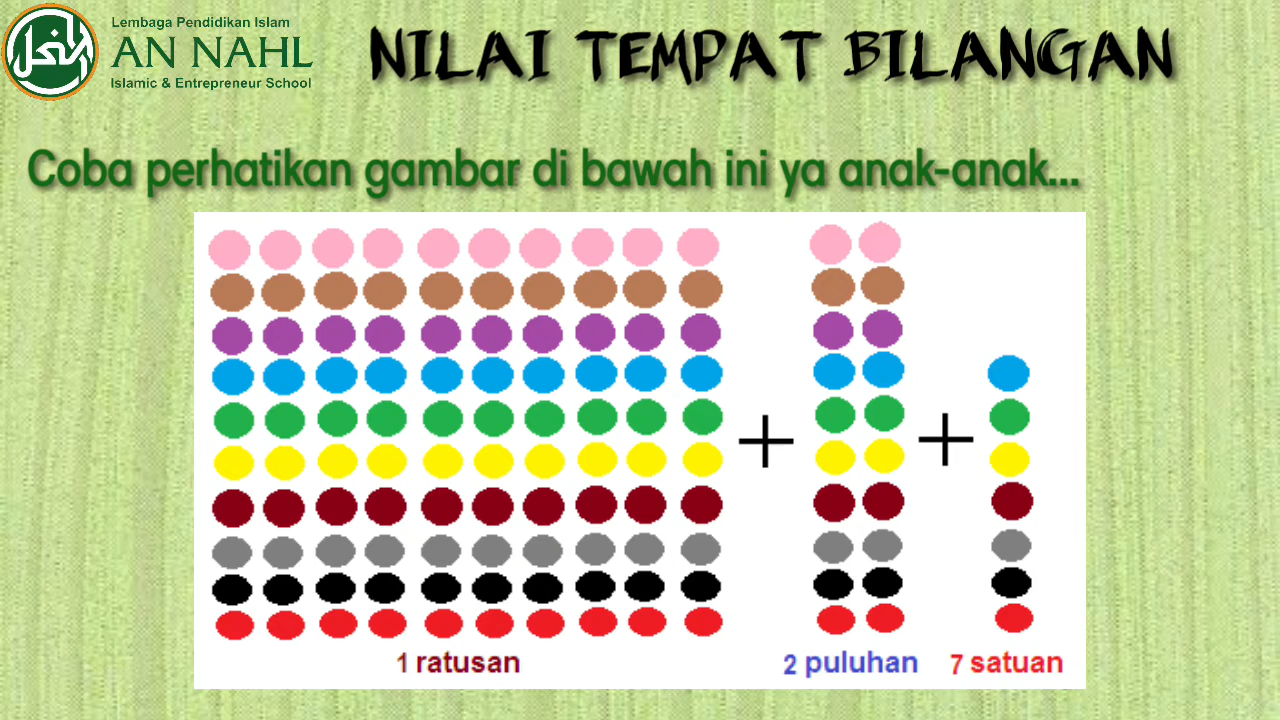 Lembaga Pendidikan Islam
AN NAHL
Islamic & Entrepreneur School
NILAI TEMPAT BILANGAN
Coba perhatikan gambar di bawah ini ya anak-anak...
+ +
1 ratusan 2 puluhan 7 satuan